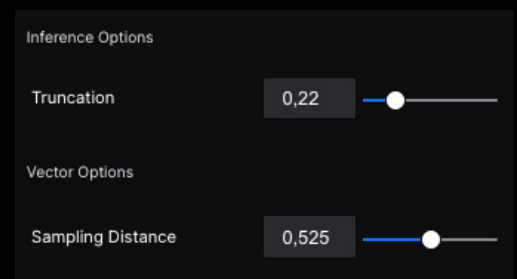 Inference Options
Truncation 0,22
Vector Options
Sampling Distance 0,525